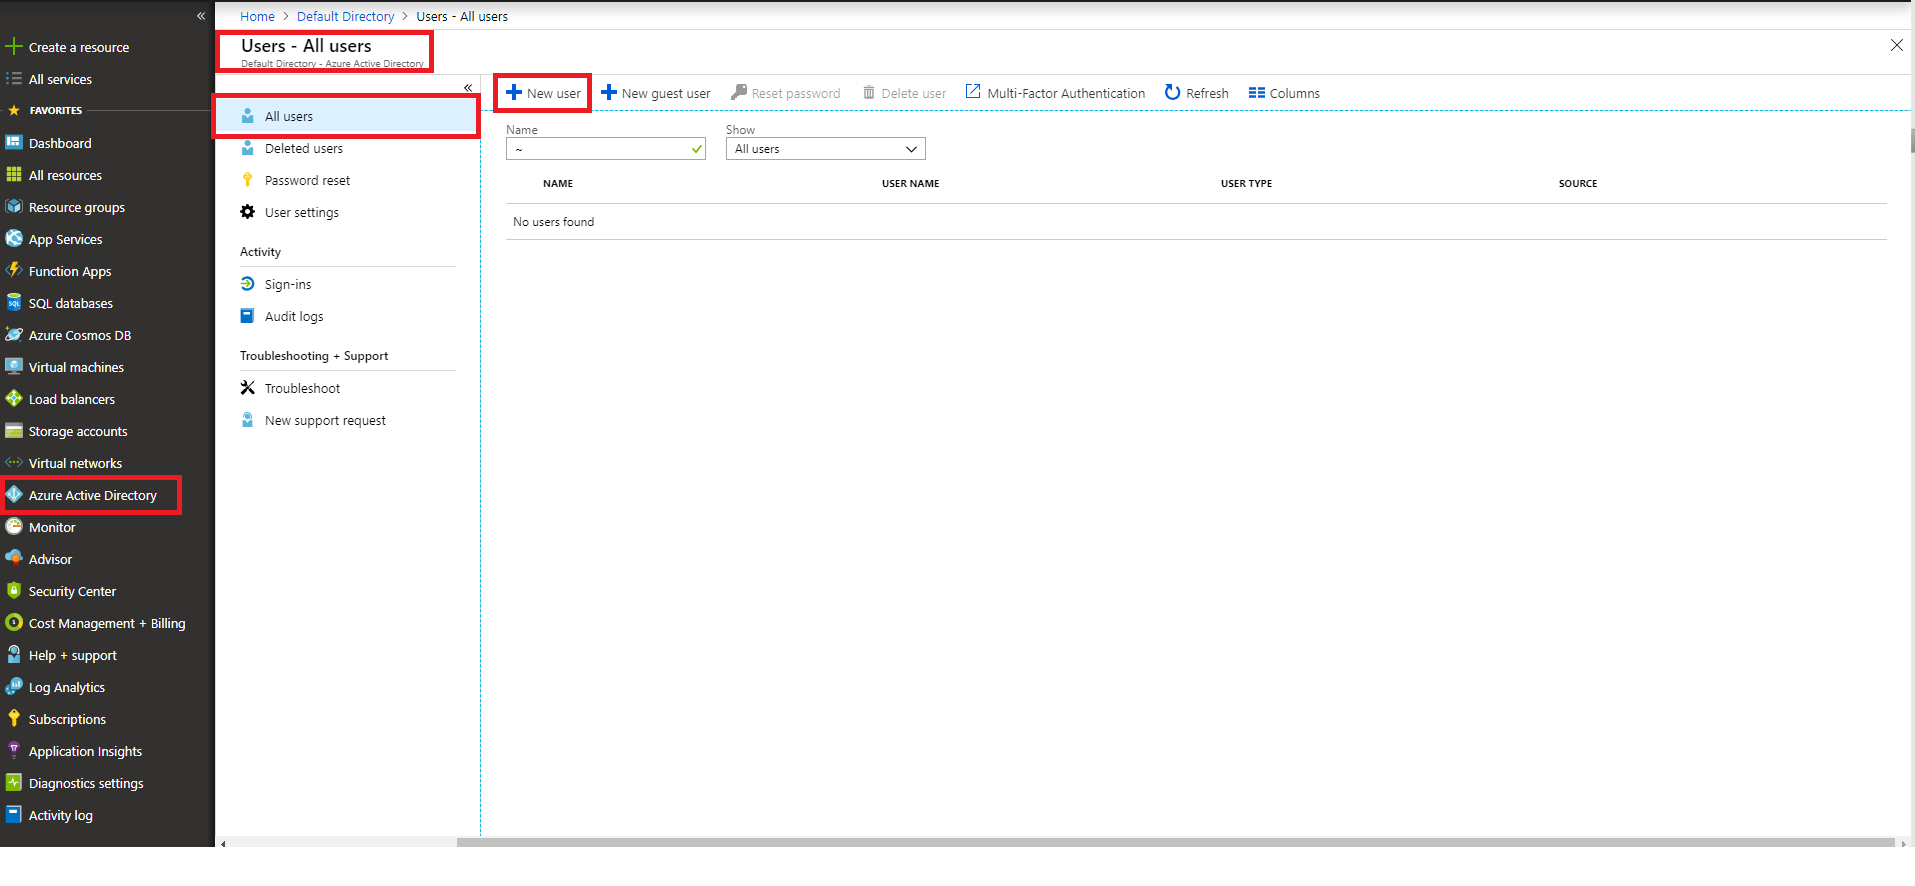 Home > Default Directory > Users - All users
Users - All users
Default Directory - Azure Active Directory
Create a resource
All services
FAVORITES
Dashboard
All resources
Resource groups
App Services
Function Apps
SQL databases
Azure Cosmos DB
Virtual machines
Load balancers
Storage accounts
Virtual networks
Azure Active Directory
Monitor
Advisor
Security Center
Cost Management + Billing
Help + support
Log Analytics
Subscriptions
Application Insights
Diagnostics settings
Activity log
All users
Deleted users
Password reset
User settings
Activity
Sign-ins
Audit logs
Troubleshooting + Support
Troubleshoot
New support request
New user New guest user Reset password Delete user Multi-Factor Authentication Refresh Columns
Name Show
~ All users
NAME USER NAME USER TYPE SOURCE
No users found